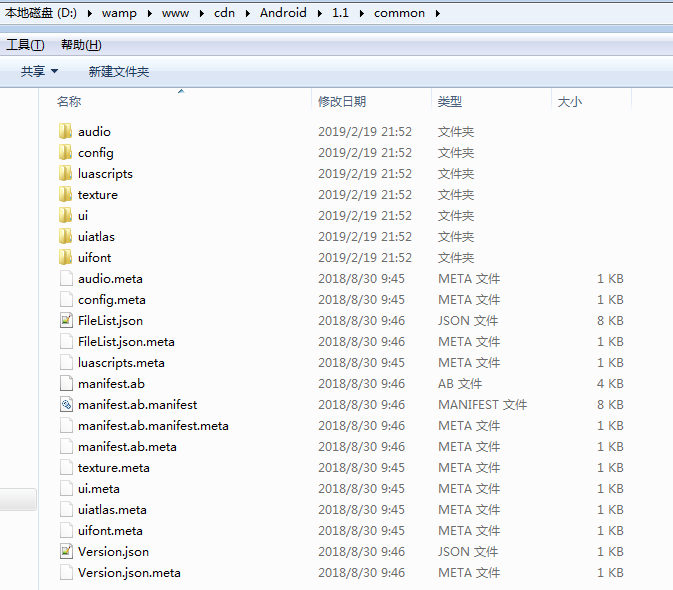 本地磁盘 (D:) ▸ wamp ▸ www ▸ cdn ▸ Android ▸ 1.1 ▸ common ▸
工具(T) 帮助(H)
共享 ▼ 新建文件夹
名称 修改日期 类型 大小
audio 2019/2/19 21:52 文件夹
config 2019/2/19 21:52 文件夹
luascripts 2019/2/19 21:52 文件夹
texture 2019/2/19 21:52 文件夹
ui 2019/2/19 21:52 文件夹
uiatlas 2019/2/19 21:52 文件夹
uifont 2019/2/19 21:52 文件夹
audio.meta 2018/8/30 9:45 META 文件 1 KB
config.meta 2018/8/30 9:45 META 文件 1 KB
FileList.json 2018/8/30 9:46 JSON 文件 8 KB
FileList.json.meta 2018/8/30 9:46 META 文件 1 KB
luascripts.meta 2018/8/30 9:45 META 文件 1 KB
manifest.ab 2018/8/30 9:46 AB 文件 4 KB
manifest.ab.manifest 2018/8/30 9:46 MANIFEST 文件 8 KB
manifest.ab.manifest.meta 2018/8/30 9:46 META 文件 1 KB
manifest.ab.meta 2018/8/30 9:46 META 文件 1 KB
texture.meta 2018/8/30 9:45 META 文件 1 KB
ui.meta 2018/8/30 9:45 META 文件 1 KB
uiatlas.meta 2018/8/30 9:45 META 文件 1 KB
uifont.meta 2018/8/30 9:45 META 文件 1 KB
Version.json 2018/8/30 9:46 JSON 文件 1 KB
Version.json.meta 2018/8/30 9:46 META 文件 1 KB